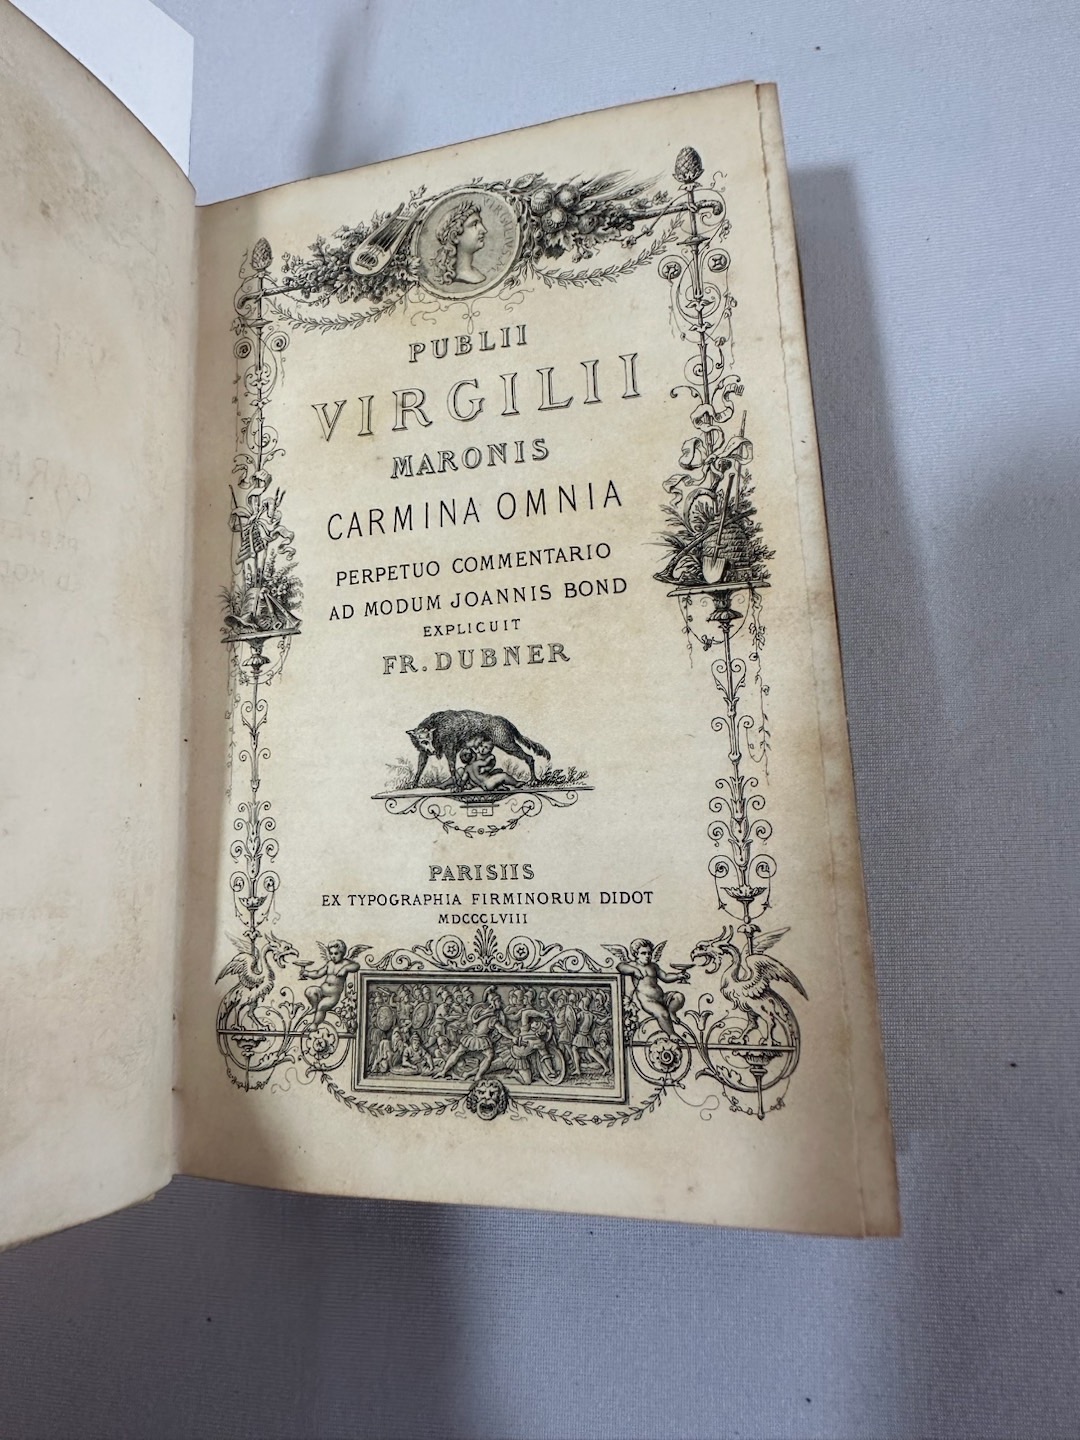 PUBLII
VIRGILII
MARONIS
CARMINA OMNIA
PERPETUO COMMENTARIO
AD MODUM JOANNIS BOND
EXPLICUIT
FR. DUBNER
PARISIIS
EX TYPOGRAPHIA FIRMINORUM DIDOT
MDCCCLVIII